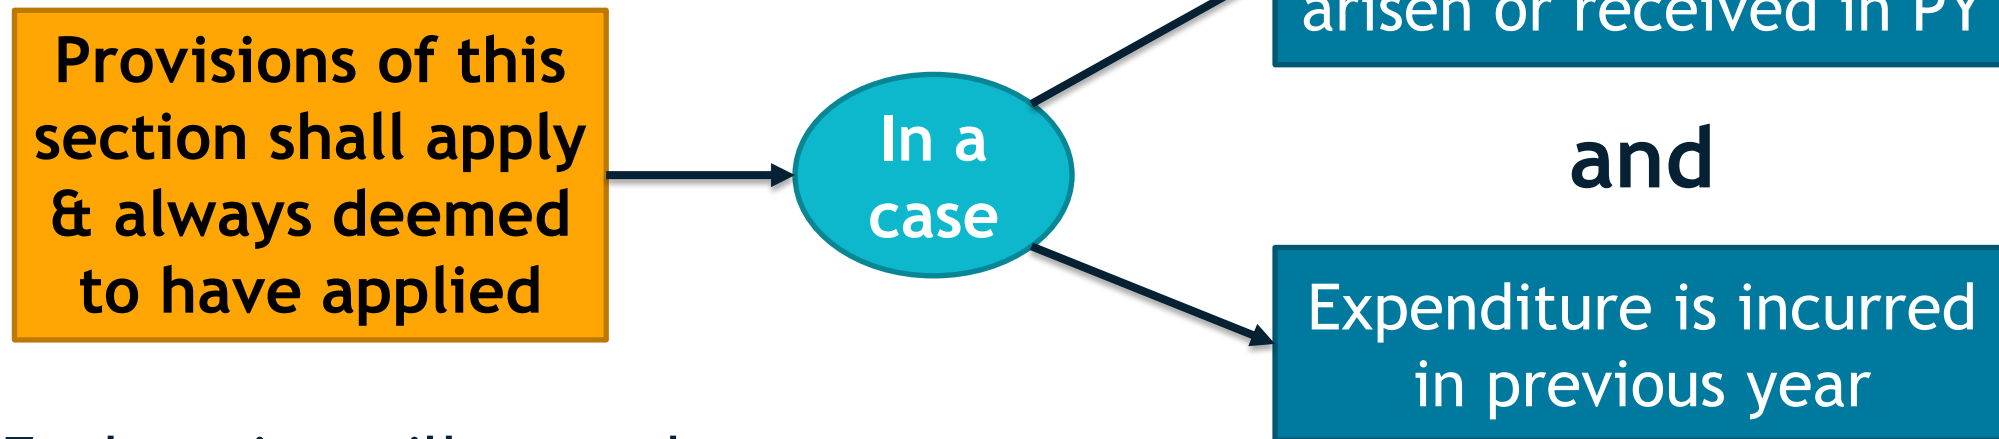 Provisions of this
section shall apply
& always deemed
to have applied
In a
case
arisen or received in PY
and
Expenditure is incurred
in previous year